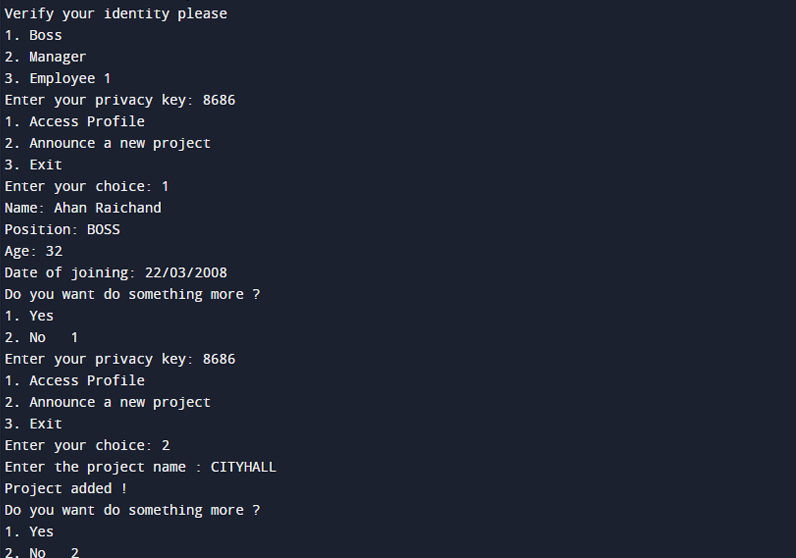 Verify your identity please
1. Boss
2. Manager
3. Employee 1
Enter your privacy key: 8686
1. Access Profile
2. Announce a new project
3. Exit
Enter your choice: 1
Name: Ahan Raichand
Position: BOSS
Age: 32
Date of joining: 22/03/2008
Do you want do something more ?
1. Yes
2. No   1
Enter your privacy key: 8686
1. Access Profile
2. Announce a new project
3. Exit
Enter your choice: 2
Enter the project name : CITYHALL
Project added !
Do you want do something more ?
1. Yes
2. No   2